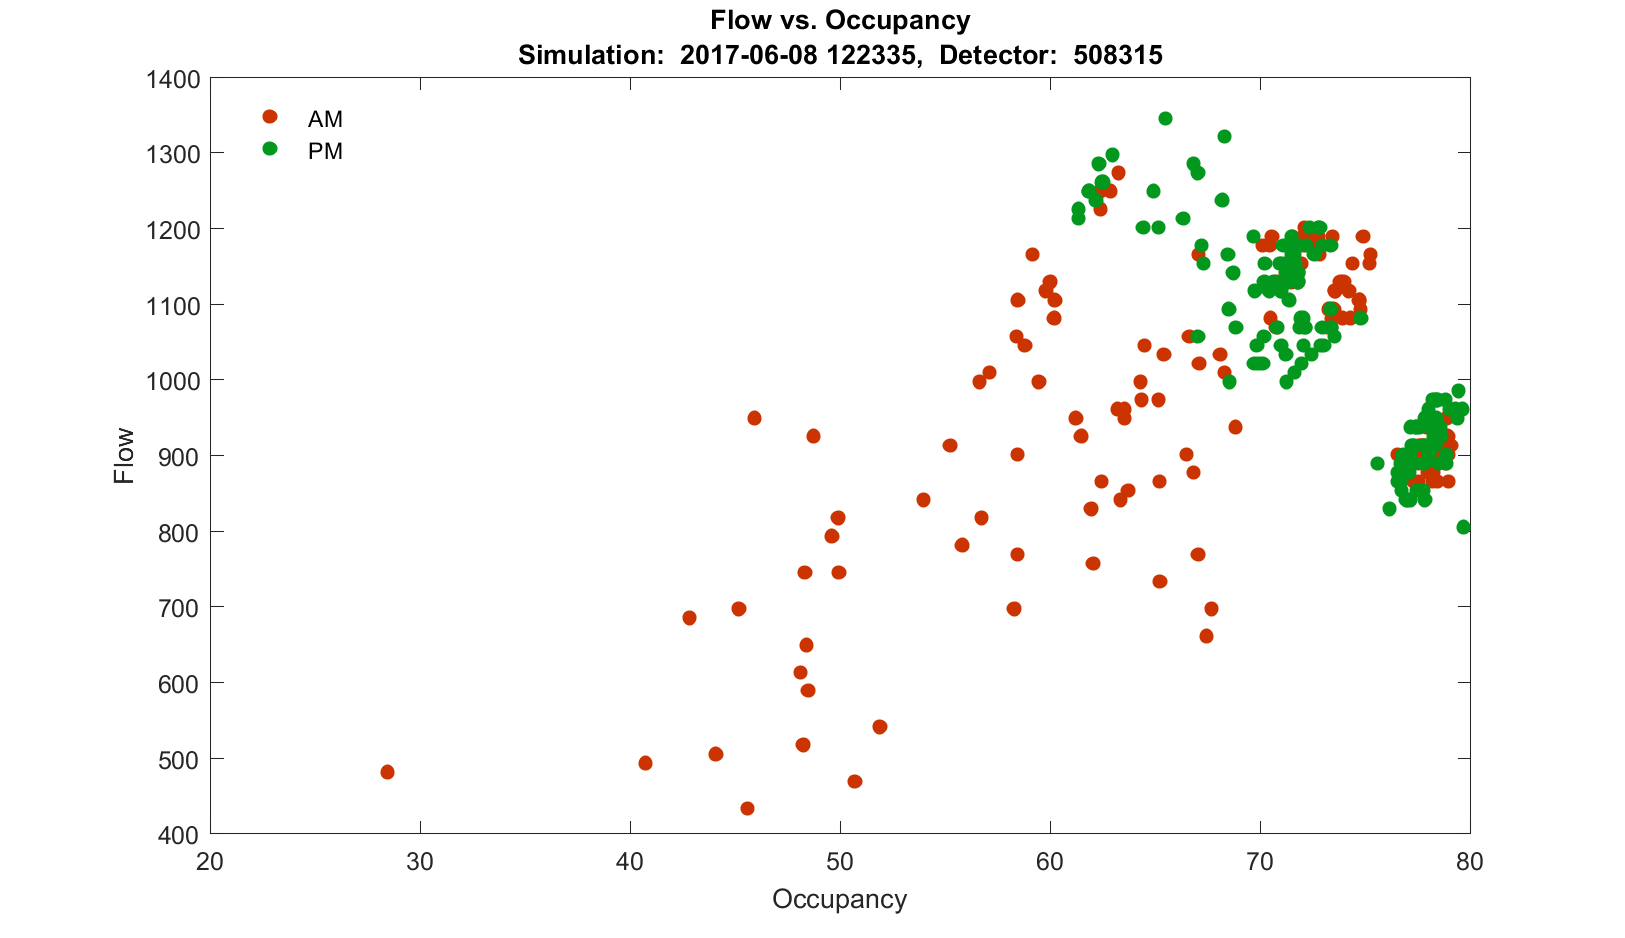 Flow vs. Occupancy
Simulation:  2017-06-08 122335,  Detector:  508315
1400
1300
1200
1100
1000
900
800
700
600
500
400
AM
PM
Flow
20 30 40 50 60 70 80
Occupancy